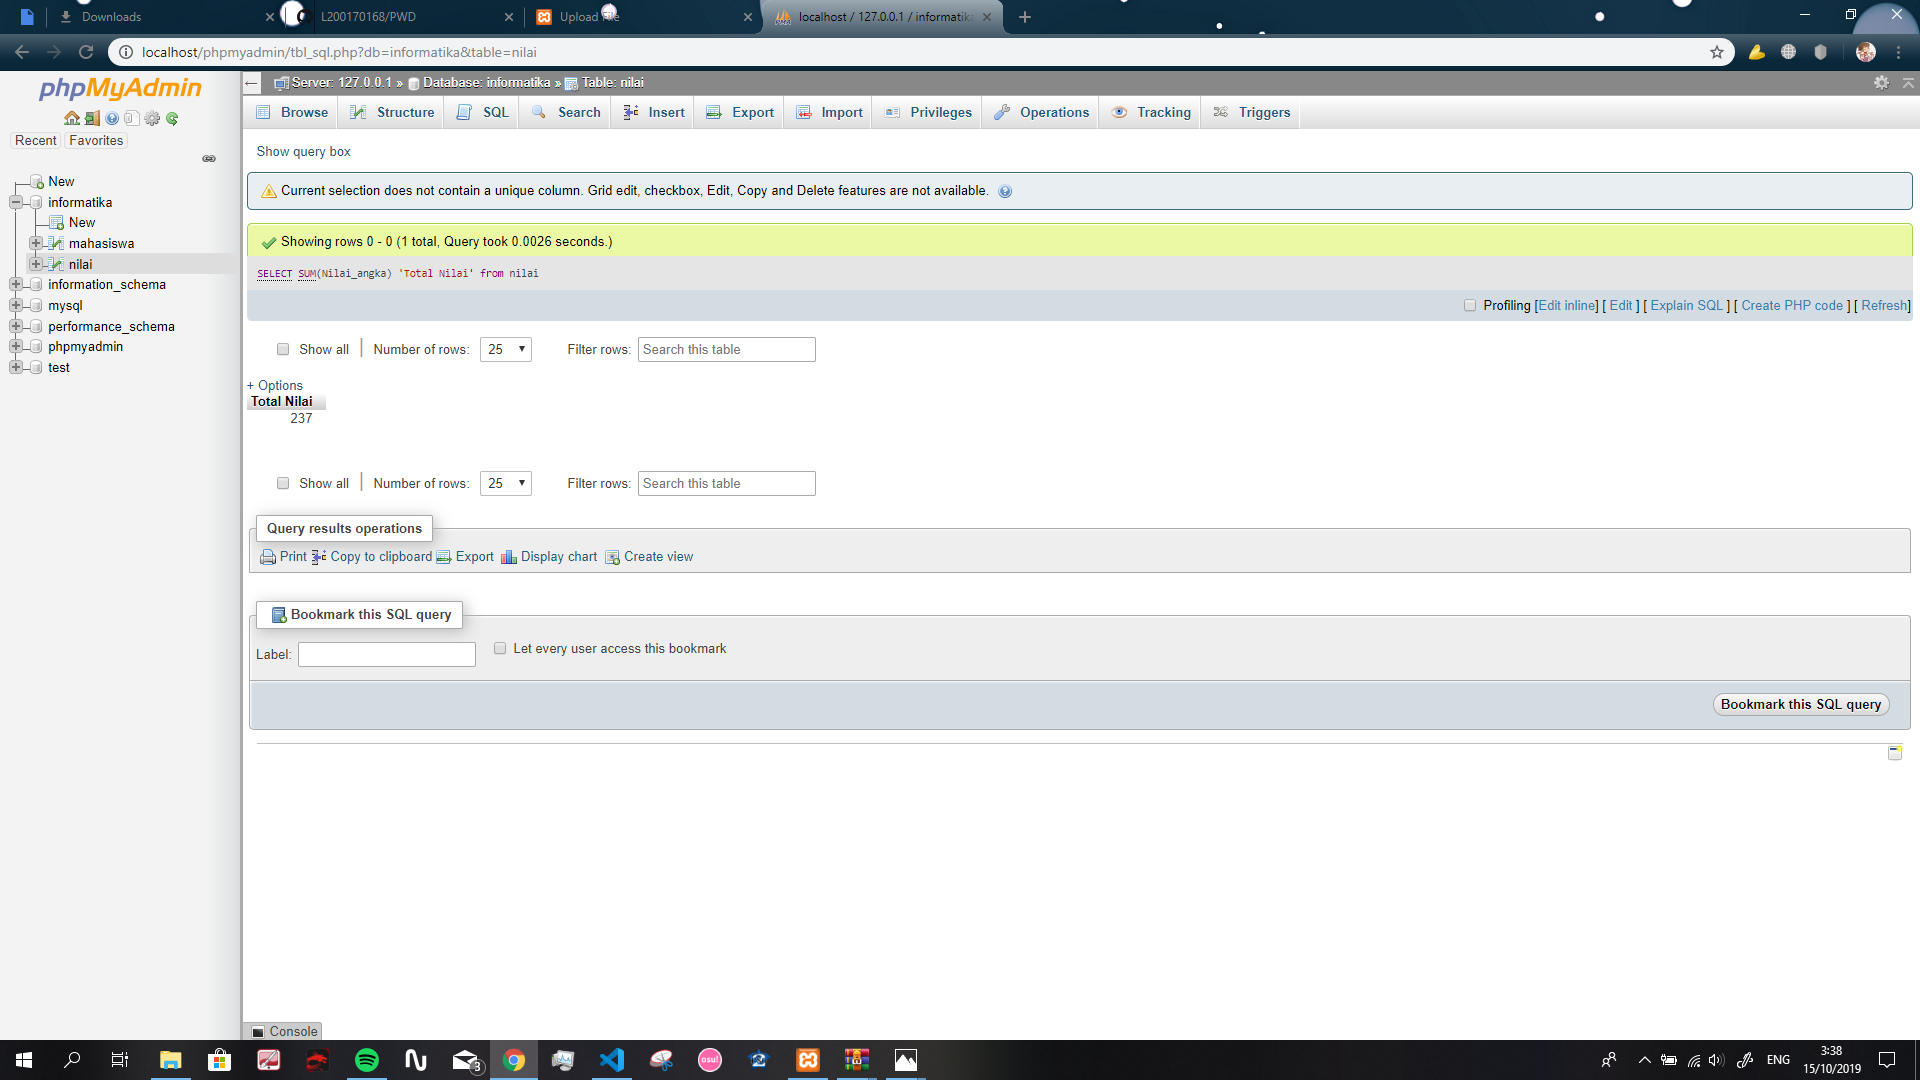 Downloads
L200170168/PWD
Upload File
localhost / 127.0.0.1 / informatika
localhost/phpmyadmin/tbl_sql.php?db=informatika&table=nilai
phpMyAdmin
Recent
Favorites
New
informatika
New
mahasiswa
nilai
information_schema
mysql
performance_schema
phpmyadmin
test
Server: 127.0.0.1 » Database: informatika » Table: nilai
Browse Structure SQL Search Insert Export Import Privileges Operations Tracking Triggers
Show query box
Current selection does not contain a unique column. Grid edit, checkbox, Edit, Copy and Delete features are not available.
Showing rows 0 - 0 (1 total, Query took 0.0026 seconds.)
SELECT SUM(Nilai_angka) 'Total Nilai' from nilai
Profiling [Edit inline] [ Edit ] [ Explain SQL ] [ Create PHP code ] [ Refresh]
Show all | Number of rows: 25 Filter rows: Search this table
+ Options
Total Nilai
237
Show all | Number of rows: 25 Filter rows: Search this table
Query results operations
Print Copy to clipboard Export Display chart Create view
Bookmark this SQL query
Label: Let every user access this bookmark
Bookmark this SQL query
Console
osu!
3
ENG
3:38
15/10/2019